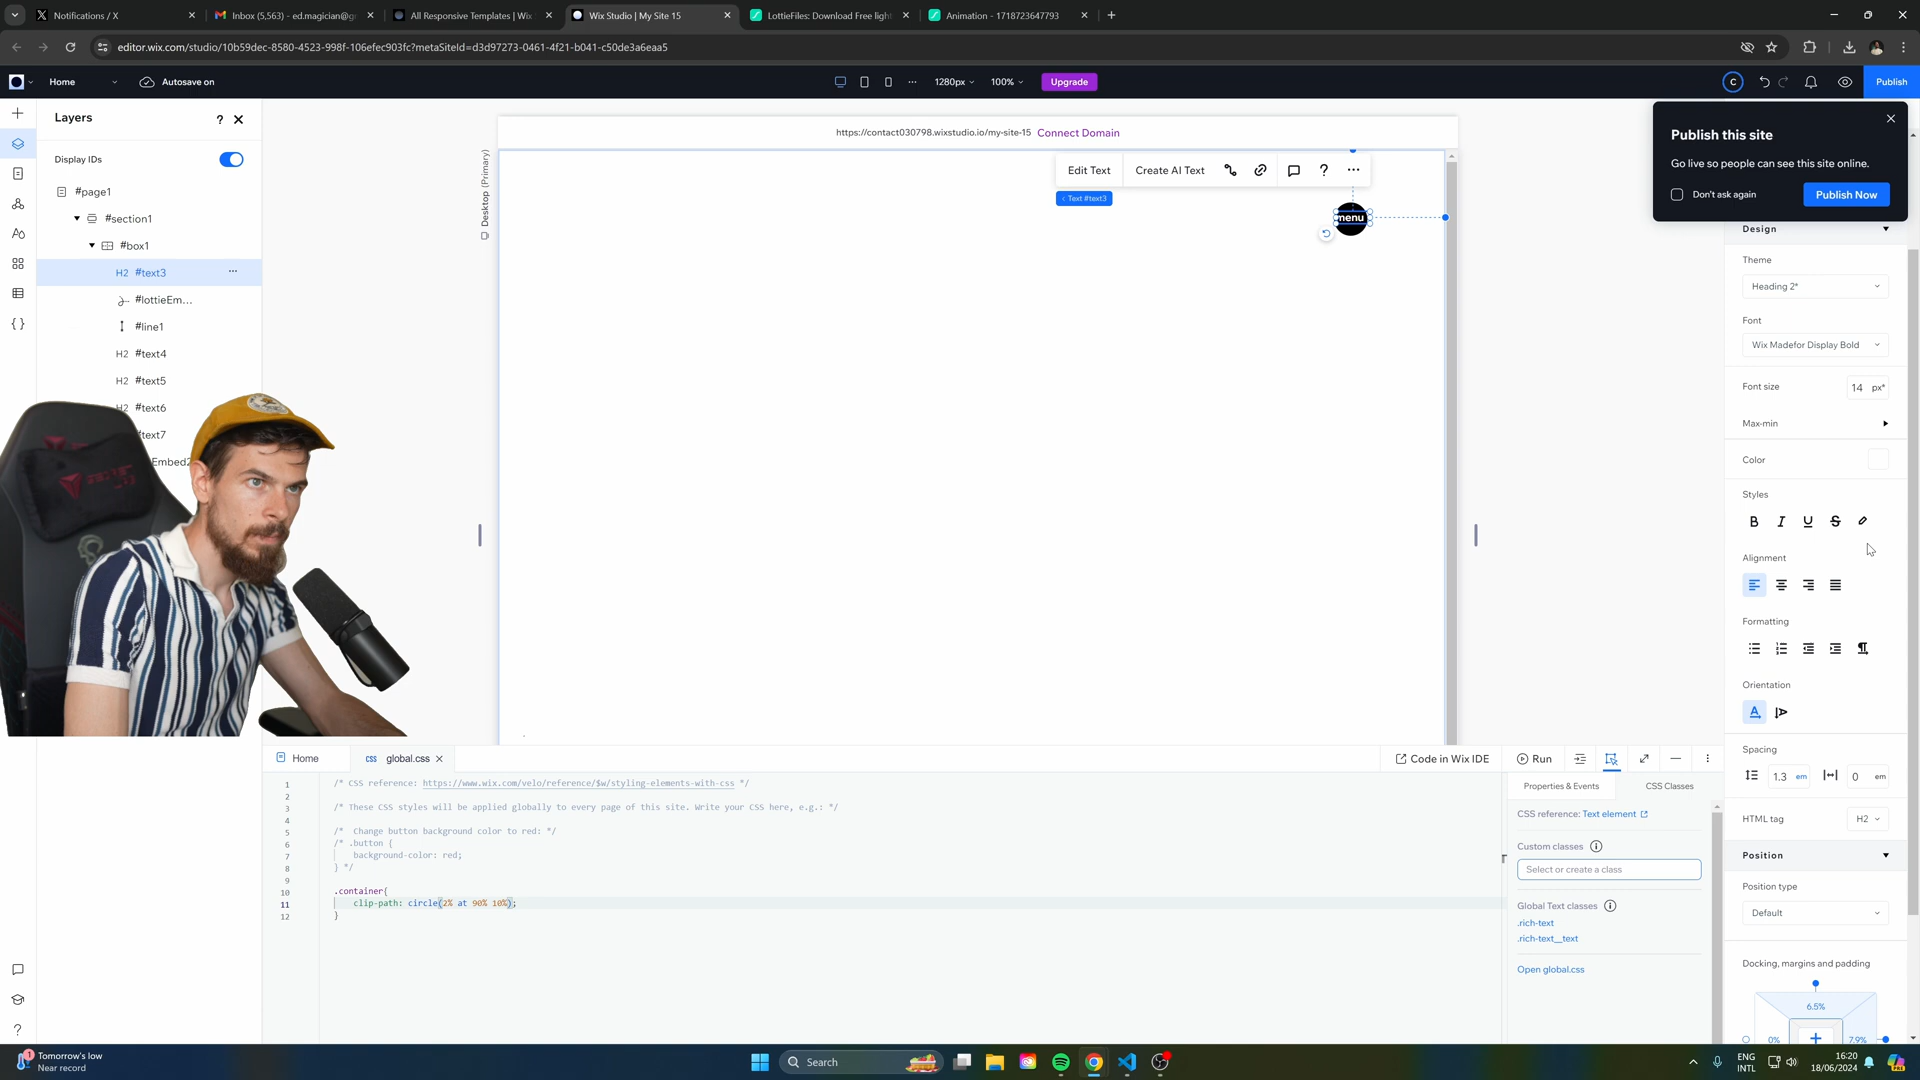 Notifications / X
Inbox (5,563) - ed.magician@gr
All Responsive Templates | Wix
Wix Studio | My Site 15
LottieFiles: Download Free light
Animation - 1718723647793
editor.wix.com/studio/10b59dec-8580-4523-998f-106efec903fc?metaSiteId=d3d97273-0461-4f21-b041-c50de3a6eaa5
Home
Autosave on
1280px
100%
Upgrade
C
Publish
Layers
?
Display IDs
#page1
#section1
#box1
H2 #text3
#lottieEm...
#line1
H2 #text4
H2 #text5
H2 #text6
#text7
Embed2
https://contact030798.wixstudio.io/my-site-15 Connect Domain
Desktop (Primary)
Edit Text
Create AI Text
?
< Text #text3
menu
Publish this site
Go live so people can see this site online.
Don't ask again
Publish Now
Design
Theme
Heading 2*
Font
Wix Madefor Display Bold
Font size
14 px*
Max-min
Color
Styles
B I U S
Alignment
Formatting
Orientation
Spacing
1.3 em
0 em
HTML tag
H2
Position
Position type
Default
Docking, margins and padding
6.5%
0%
7.9%
Home
CSS global.css
Code in Wix IDE
Run
1 /* CSS reference: https://www.wix.com/velo/reference/$w/styling-elements-with-css */
2
3 /* These CSS styles will be applied globally to every page of this site. Write your CSS here, e.g.: */
4
5 /* Change button background color to red: */
6 /* .button {
7 background-color: red;
8 } */
9
10 .container{
11 clip-path: circle(2% at 90% 10%);
12 }
Properties & Events
CSS Classes
CSS reference: Text element
Custom classes
Select or create a class
Global Text classes
.rich-text
.rich-text__text
Open global.css
?
1
Tomorrow's low
Near record
Search
ENG
INTL
16:20
18/06/2024